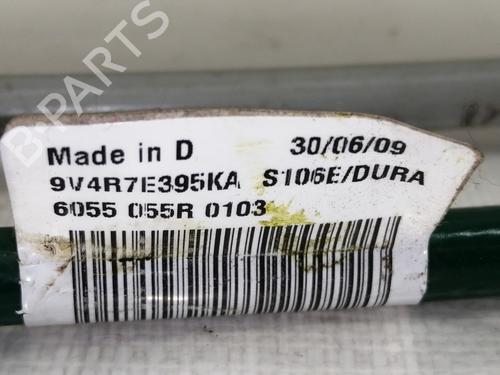 Made in D 30/06/09
9V4R7E395KA S106E/DURA
6055 055R 0103
B-PARTS